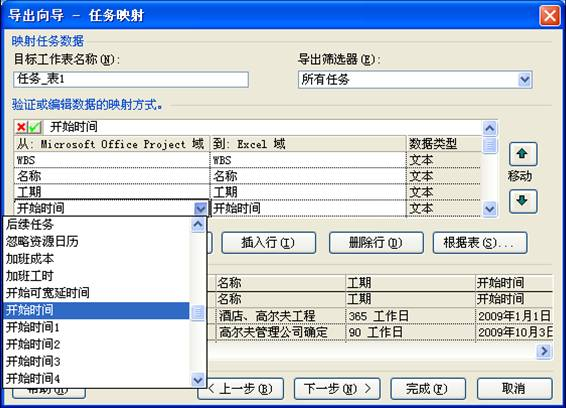 导出向导 - 任务映射
映射任务数据
目标工作表名称(N): 导出筛选器(E):
任务_表1 所有任务
验证或编辑数据的映射方式。
开始时间
从: Microsoft Office Project 域 到: Excel 域 数据类型
WBS WBS 文本
名称 名称 文本
工期 工期 文本
开始时间 开始时间 文本
移动
后续任务
忽略资源日历
加班成本
加班工时
开始可宽延时间
开始时间
开始时间1
开始时间2
开始时间3
开始时间4
插入行(I) 删除行(D) 根据表(S)...
名称 工期 开始时间
名称 工期 开始时间
酒店、高尔夫工程 365 工作日 2009年1月1日
高尔夫管理公司确定 90 工作日 2009年10月3日
< 上一步(B) 下一步(N) > 完成(F) 取消